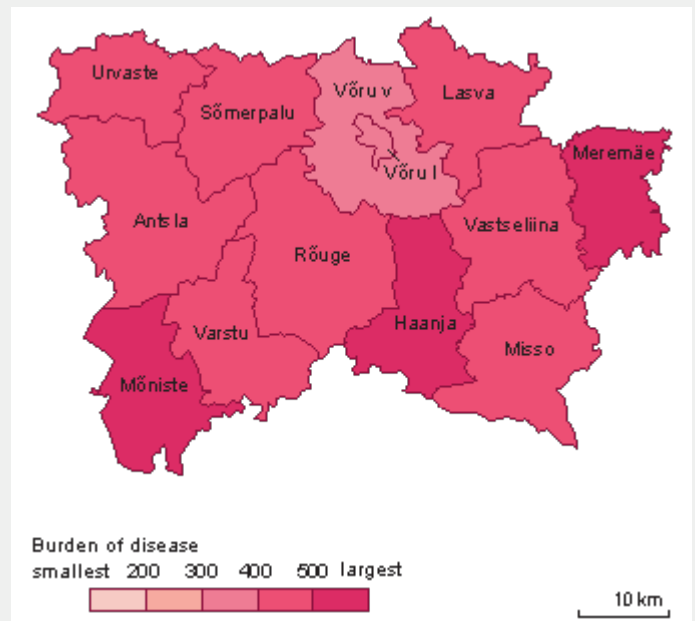 Urvaste
Sõmerpalu
Võru v
Lasva
Võru l
Meremäe
Antsla
Rõuge
Vastseliina
Varstu
Haanja
Misso
Mõniste
Burden of disease
smallest 200 300 400 500 largest
10 km